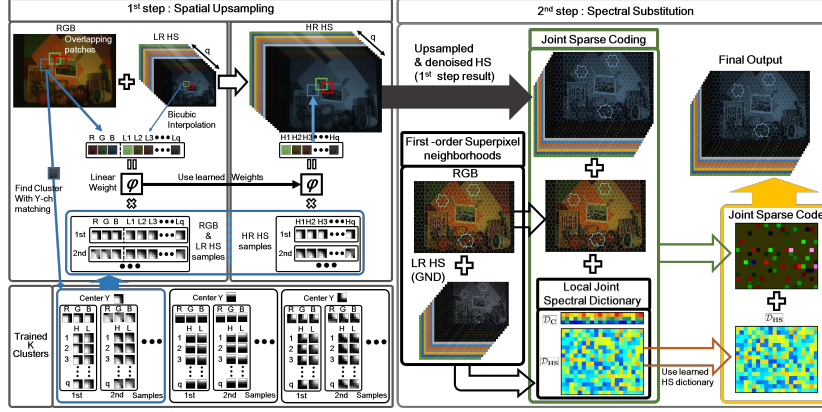 1st step : Spatial Upsampling
RGB
Overlapping
patches
LR HS
q
Bicubic
Interpolation
R G B L1 L2 L3 ●●● Lq
HR HS
q
H1 H2 H3 ●●● Hq
Find Cluster
With Y-ch
matching
Linear
Weight
φ
Use learned Weights
φ
R G B L1 L2 L3 ●●● Lq
1st
2nd
RGB
&
LR HS
samples
HR HS
samples
H1 H2 H3 ●●● Hq
1st
2nd
Trained
K
Clusters
Center Y
R G B R G B
H L H L
1
2
3
q
1st 2nd Samples
Center Y
R G B R G B
H L H L
1
2
3
q
1st 2nd Samples
Center Y
R G B R G B
H L H L
1
2
3
q
1st 2nd Samples
2nd step : Spectral Substitution
Upsampled
& denoised HS
(1st step result)
First -order Superpixel
neighborhoods
RGB
LR HS
(GND)
Joint Sparse Coding
Local Joint
Spectral Dictionary
D_C
D_HS
Use learned
HS dictionary
Final Output
Joint Sparse Code
D_HS